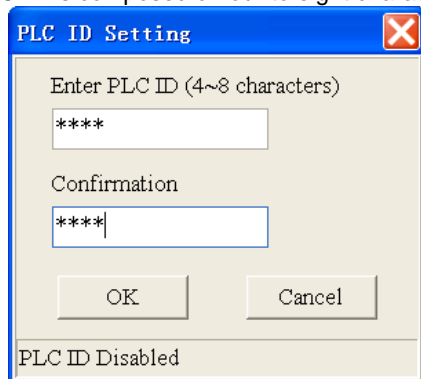 PLC ID Setting
Enter PLC ID (4~8 characters)
****
Confirmation
****
OK
Cancel
PLC ID Disabled